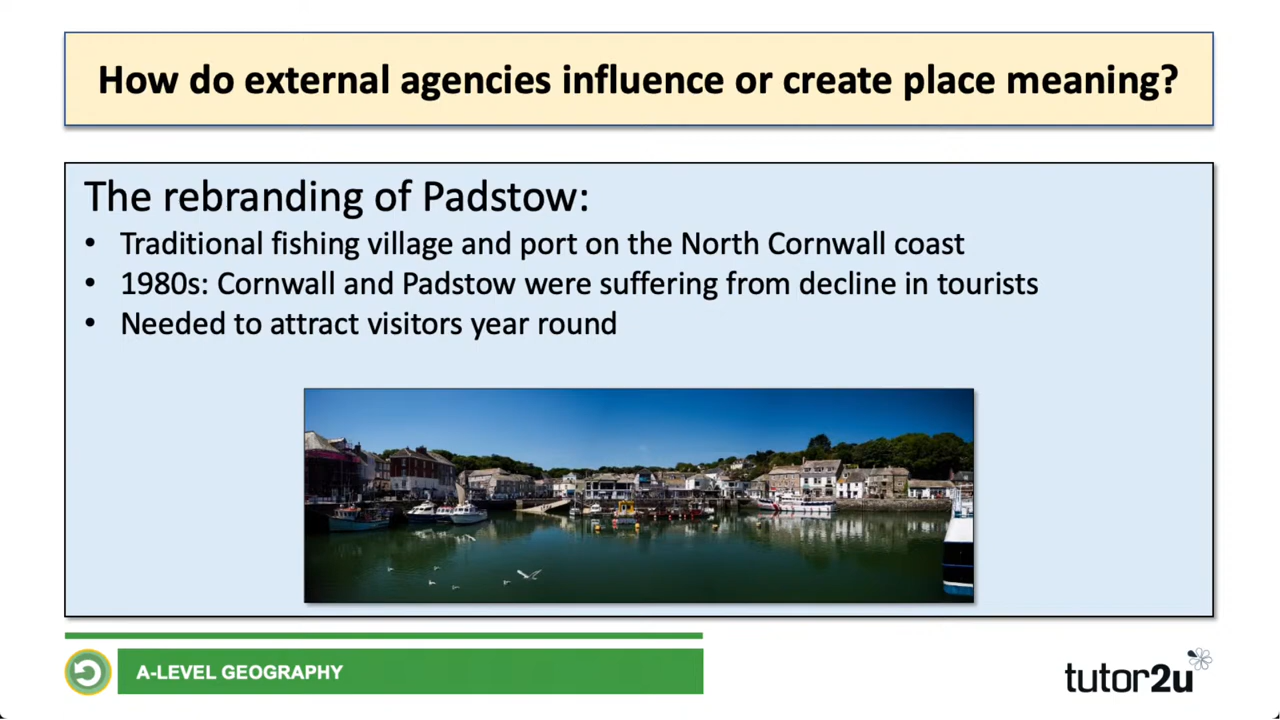 How do external agencies influence or create place meaning?
The rebranding of Padstow:
• Traditional fishing village and port on the North Cornwall coast
• 1980s: Cornwall and Padstow were suffering from decline in tourists
• Needed to attract visitors year round
A-LEVEL GEOGRAPHY
tutor2u